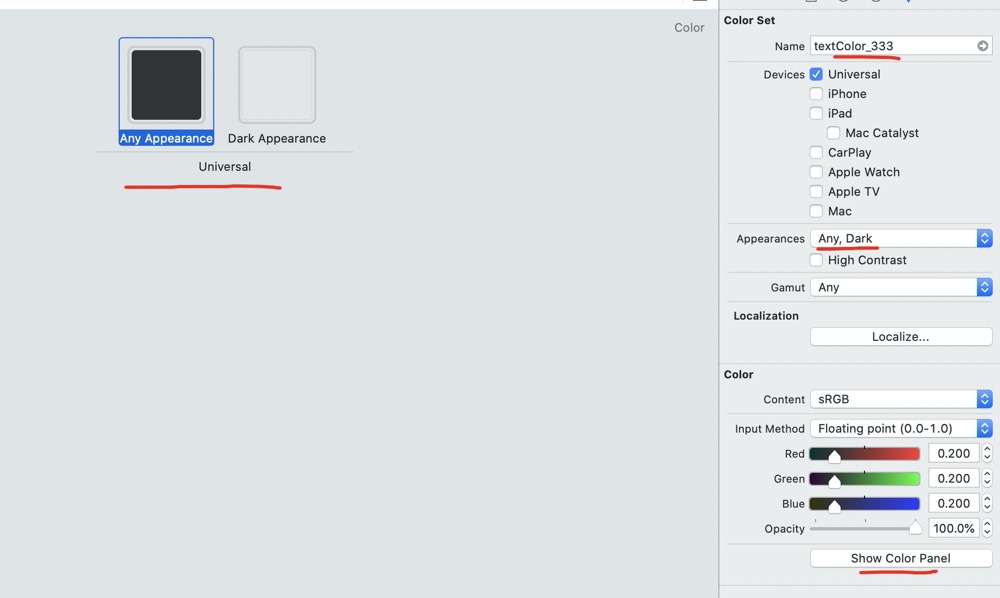 Color
Any Appearance
Dark Appearance
Universal
Color Set
Name textColor_333
Devices Universal
iPhone
iPad
Mac Catalyst
CarPlay
Apple Watch
Apple TV
Mac
Appearances Any, Dark
High Contrast
Gamut Any
Localization
Localize...
Color
Content sRGB
Input Method Floating point (0.0-1.0)
Red 0.200
Green 0.200
Blue 0.200
Opacity 100.0%
Show Color Panel